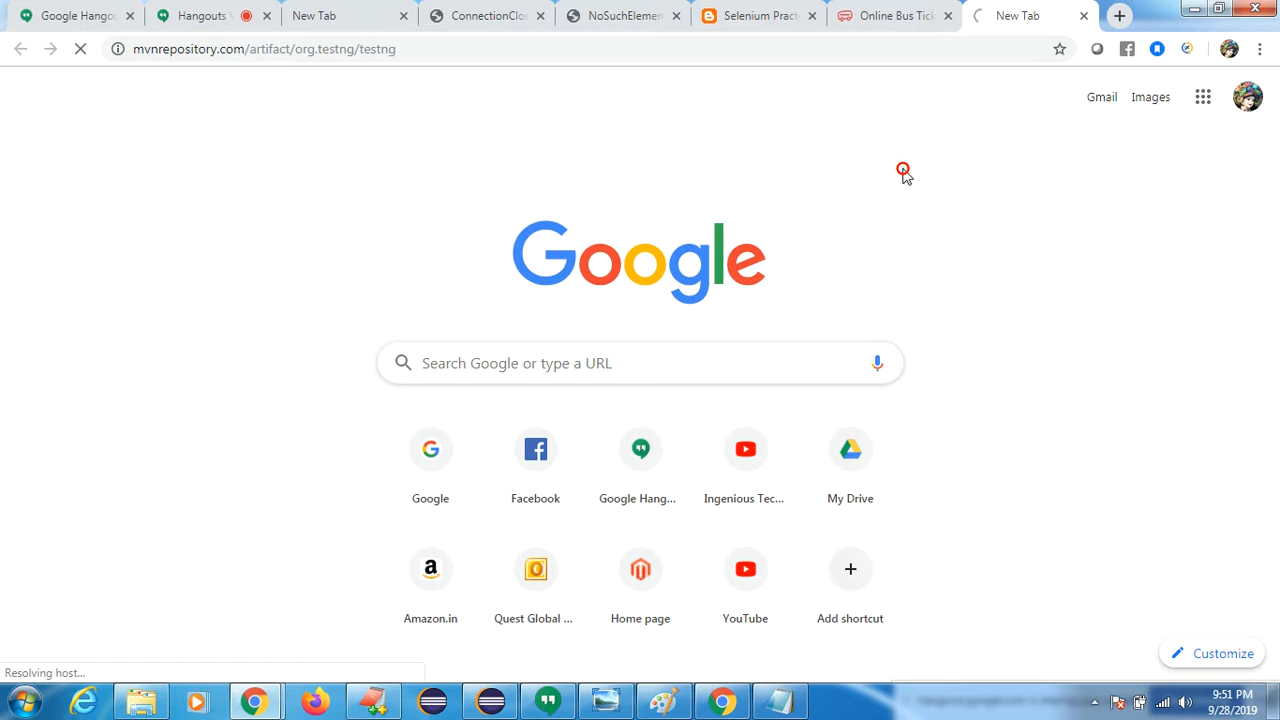 Google Hango
Hangouts
New Tab
ConnectionClos
NoSuchElemen
Selenium Pract
Online Bus Tick
New Tab
mvnrepository.com/artifact/org.testng/testng
Gmail
Images
Google
Search Google or type a URL
Google
Facebook
Google Hang...
Ingenious Tec...
My Drive
Amazon.in
Quest Global ...
Home page
YouTube
Add shortcut
Customize
Resolving host...
9:51 PM
9/28/2019